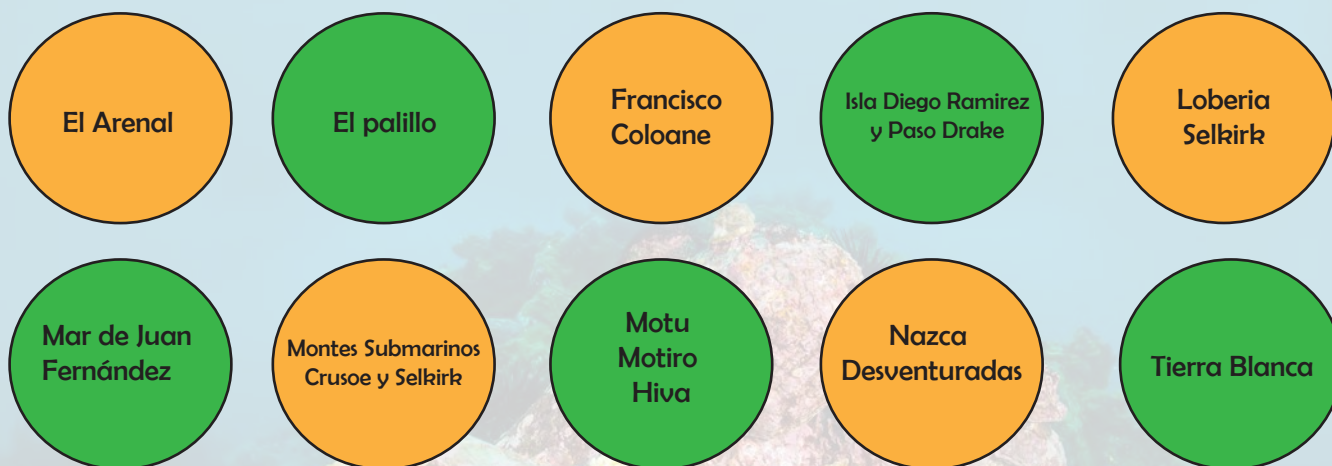 El Arenal
El palillo
Francisco
Coloane
Isla Diego Ramirez
y Paso Drake
Loberia
Selkirk
Mar de Juan
Fernández
Montes Submarinos
Crusoe y Selkirk
Motu
Motiro
Hiva
Nazca
Desventuradas
Tierra Blanca